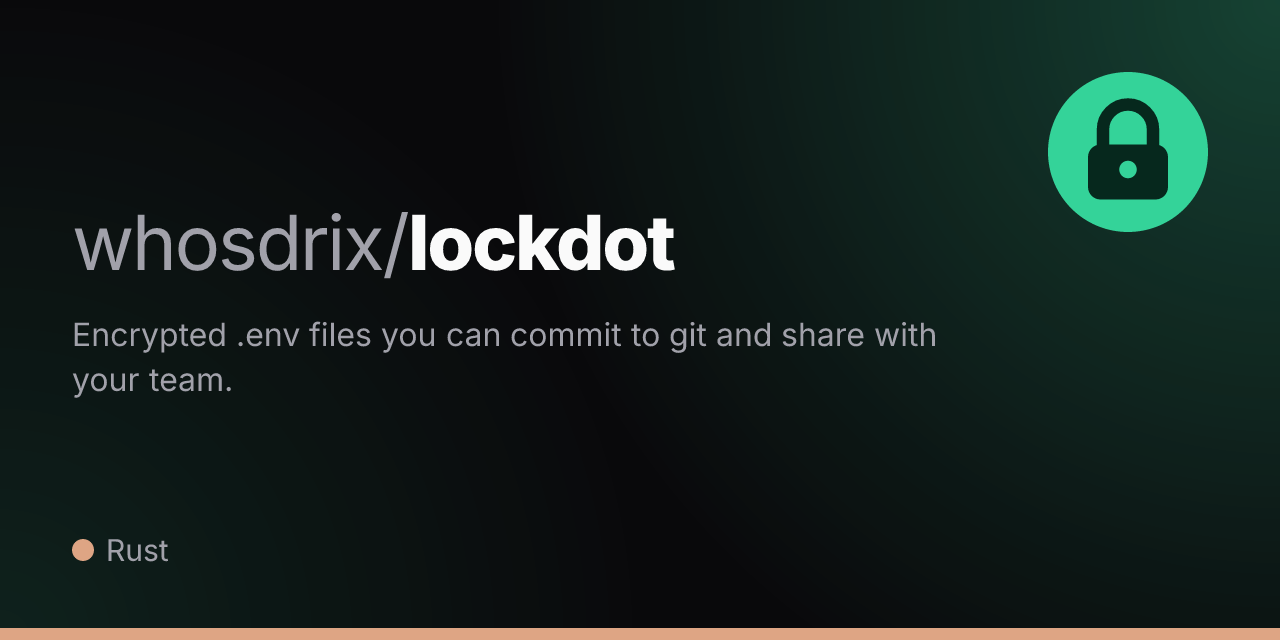 whosdrix/lockdot
Encrypted .env files you can commit to git and share with
your team.
Rust